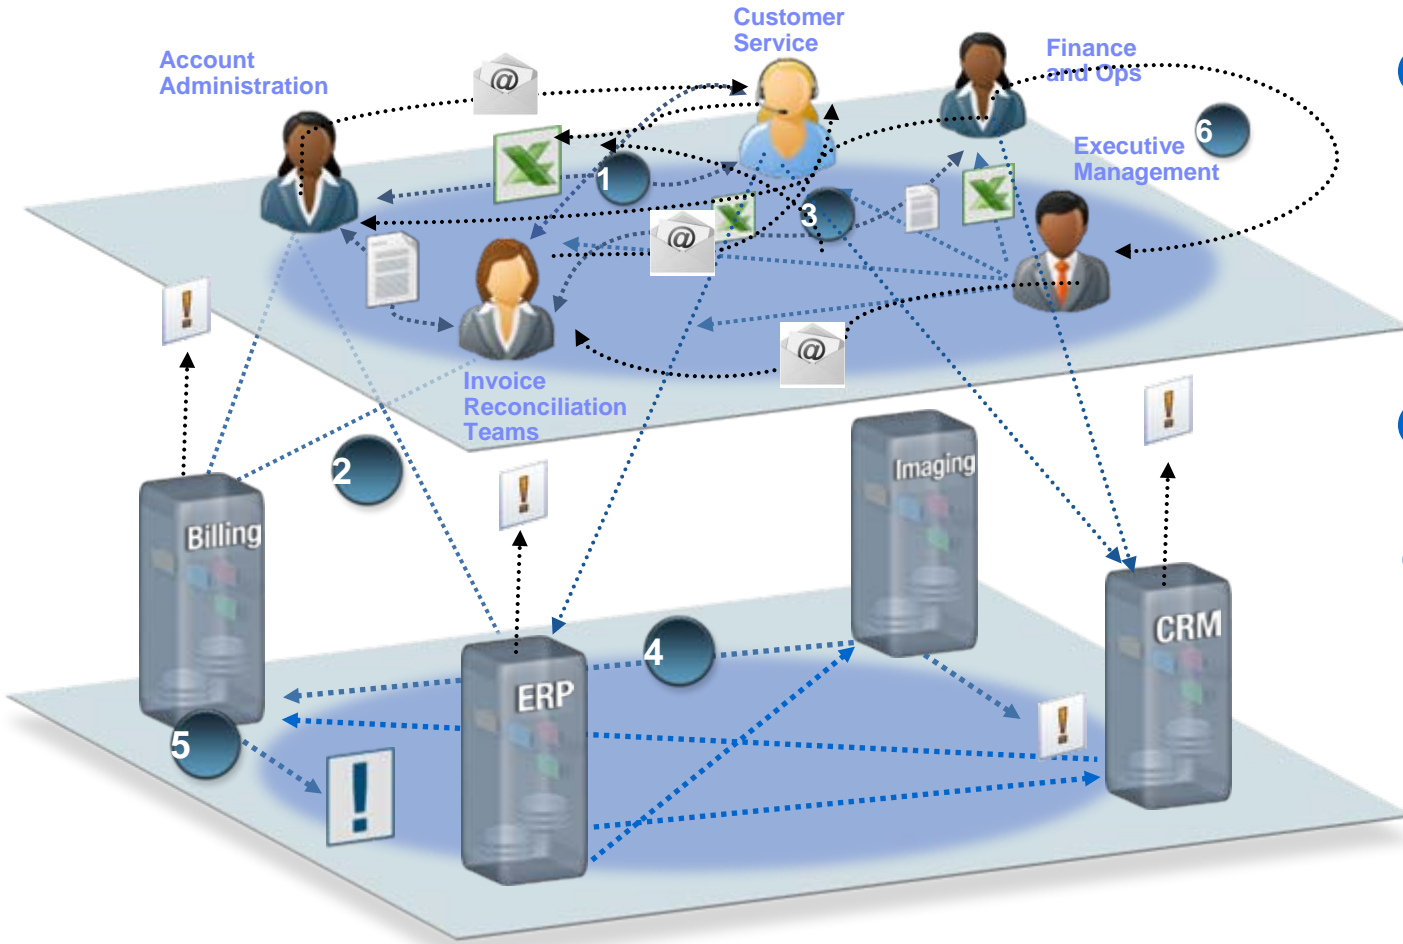 Customer
Service
Account
Administration
Finance
and Ops
@
6
X
Executive
Management
1
X
X
3
@
@
Invoice
Reconciliation
Teams
!
!
!
2
Imaging
Billing
CRM
4
ERP
!
5
!